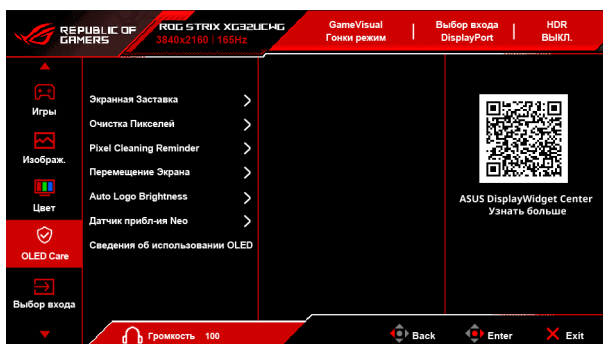 REPUBLIC OF
GAMERS
ROG STRIX XG32UCWG
3840x2160 | 165Hz
GameVisual
Гонки режим
Выбор входа
DisplayPort
HDR
ВЫКЛ.
Игры
Изображ.
Цвет
OLED Care
Выбор входа
Экранная Заставка
Очистка Пикселей
Pixel Cleaning Reminder
Перемещение Экрана
Auto Logo Brightness
Датчик прибл-ия Neo
Сведения об использовании OLED
ASUS DisplayWidget Center
Узнать больше
Громкость 100
Back
Enter
Exit